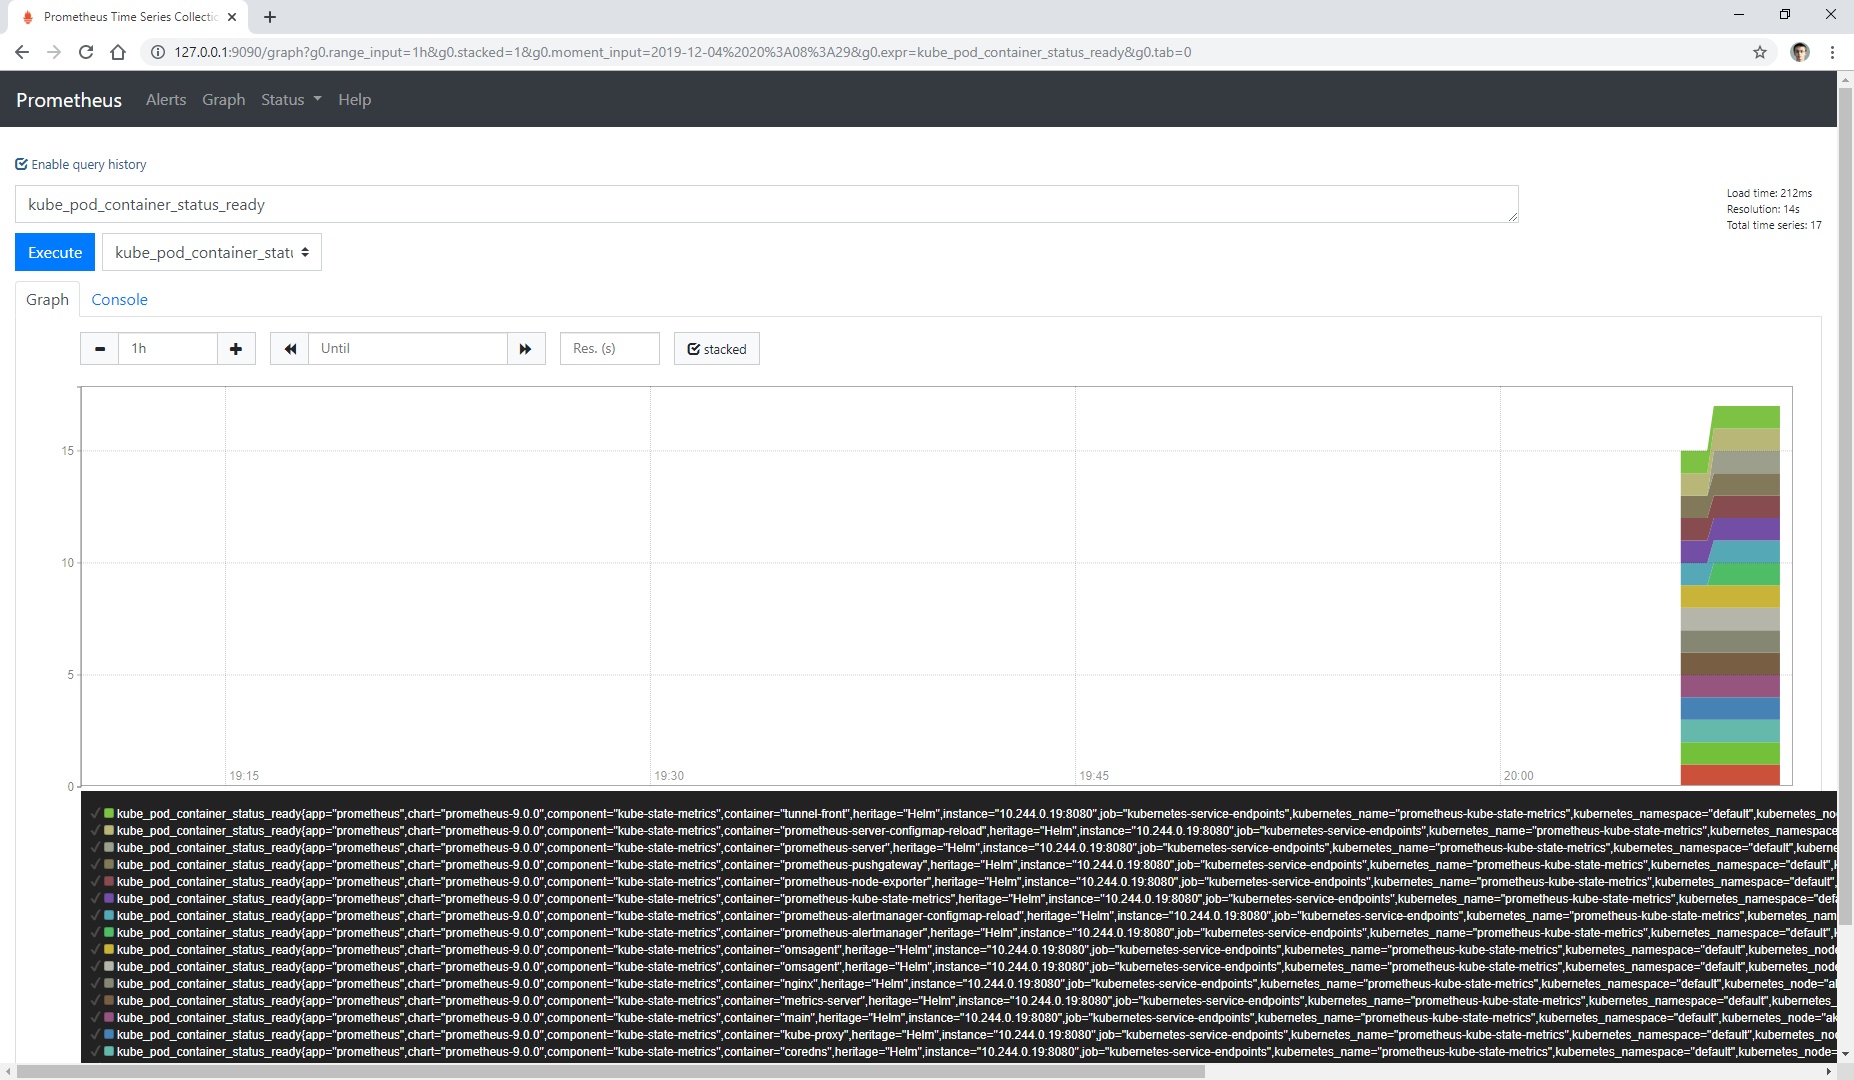 Prometheus Time Series Collectio
127.0.0.1:9090/graph?g0.range_input=1h&g0.stacked=1&g0.moment_input=2019-12-04%2020%3A08%3A29&g0.expr=kube_pod_container_status_ready&g0.tab=0
Prometheus Alerts Graph Status Help
Enable query history
kube_pod_container_status_ready
Load time: 212ms
Resolution: 14s
Total time series: 17
Execute kube_pod_container_statu
Graph Console
1h Until Res. (s) stacked
15
10
5
0
19:15 19:30 19:45 20:00
kube_pod_container_status_ready{app="prometheus",chart="prometheus-9.0.0",component="kube-state-metrics",container="tunnel-front",heritage="Helm",instance="10.244.0.19:8080",job="kubernetes-service-endpoints",kubernetes_name="prometheus-kube-state-metrics",kubernetes_namespace="default",kubernetes_no
kube_pod_container_status_ready{app="prometheus",chart="prometheus-9.0.0",component="kube-state-metrics",container="prometheus-server-configmap-reload",heritage="Helm",instance="10.244.0.19:8080",job="kubernetes-service-endpoints",kubernetes_name="prometheus-kube-state-metrics",kubernetes_namespace
kube_pod_container_status_ready{app="prometheus",chart="prometheus-9.0.0",component="kube-state-metrics",container="prometheus-server",heritage="Helm",instance="10.244.0.19:8080",job="kubernetes-service-endpoints",kubernetes_name="prometheus-kube-state-metrics",kubernetes_namespace="default",kuberne
kube_pod_container_status_ready{app="prometheus",chart="prometheus-9.0.0",component="kube-state-metrics",container="prometheus-pushgateway",heritage="Helm",instance="10.244.0.19:8080",job="kubernetes-service-endpoints",kubernetes_name="prometheus-kube-state-metrics",kubernetes_namespace="default",k
kube_pod_container_status_ready{app="prometheus",chart="prometheus-9.0.0",component="kube-state-metrics",container="prometheus-node-exporter",heritage="Helm",instance="10.244.0.19:8080",job="kubernetes-service-endpoints",kubernetes_name="prometheus-kube-state-metrics",kubernetes_namespace="default",
kube_pod_container_status_ready{app="prometheus",chart="prometheus-9.0.0",component="kube-state-metrics",container="prometheus-kube-state-metrics",heritage="Helm",instance="10.244.0.19:8080",job="kubernetes-service-endpoints",kubernetes_name="prometheus-kube-state-metrics",kubernetes_namespace="defa
kube_pod_container_status_ready{app="prometheus",chart="prometheus-9.0.0",component="kube-state-metrics",container="prometheus-alertmanager-configmap-reload",heritage="Helm",instance="10.244.0.19:8080",job="kubernetes-service-endpoints",kubernetes_name="prometheus-kube-state-metrics",kubernetes_nam
kube_pod_container_status_ready{app="prometheus",chart="prometheus-9.0.0",component="kube-state-metrics",container="prometheus-alertmanager",heritage="Helm",instance="10.244.0.19:8080",job="kubernetes-service-endpoints",kubernetes_name="prometheus-kube-state-metrics",kubernetes_namespace="default",k
kube_pod_container_status_ready{app="prometheus",chart="prometheus-9.0.0",component="kube-state-metrics",container="omsagent",heritage="Helm",instance="10.244.0.19:8080",job="kubernetes-service-endpoints",kubernetes_name="prometheus-kube-state-metrics",kubernetes_namespace="default",kubernetes_node
kube_pod_container_status_ready{app="prometheus",chart="prometheus-9.0.0",component="kube-state-metrics",container="omsagent",heritage="Helm",instance="10.244.0.19:8080",job="kubernetes-service-endpoints",kubernetes_name="prometheus-kube-state-metrics",kubernetes_namespace="default",kubernetes_node
kube_pod_container_status_ready{app="prometheus",chart="prometheus-9.0.0",component="kube-state-metrics",container="nginx",heritage="Helm",instance="10.244.0.19:8080",job="kubernetes-service-endpoints",kubernetes_name="prometheus-kube-state-metrics",kubernetes_namespace="default",kubernetes_node="al
kube_pod_container_status_ready{app="prometheus",chart="prometheus-9.0.0",component="kube-state-metrics",container="metrics-server",heritage="Helm",instance="10.244.0.19:8080",job="kubernetes-service-endpoints",kubernetes_name="prometheus-kube-state-metrics",kubernetes_namespace="default",kubernetes_
kube_pod_container_status_ready{app="prometheus",chart="prometheus-9.0.0",component="kube-state-metrics",container="main",heritage="Helm",instance="10.244.0.19:8080",job="kubernetes-service-endpoints",kubernetes_name="prometheus-kube-state-metrics",kubernetes_namespace="default",kubernetes_node="ak
kube_pod_container_status_ready{app="prometheus",chart="prometheus-9.0.0",component="kube-state-metrics",container="kube-proxy",heritage="Helm",instance="10.244.0.19:8080",job="kubernetes-service-endpoints",kubernetes_name="prometheus-kube-state-metrics",kubernetes_namespace="default",kubernetes_no
kube_pod_container_status_ready{app="prometheus",chart="prometheus-9.0.0",component="kube-state-metrics",container="coredns",heritage="Helm",instance="10.244.0.19:8080",job="kubernetes-service-endpoints",kubernetes_name="prometheus-kube-state-metrics",kubernetes_namespace="default",kubernetes_node=